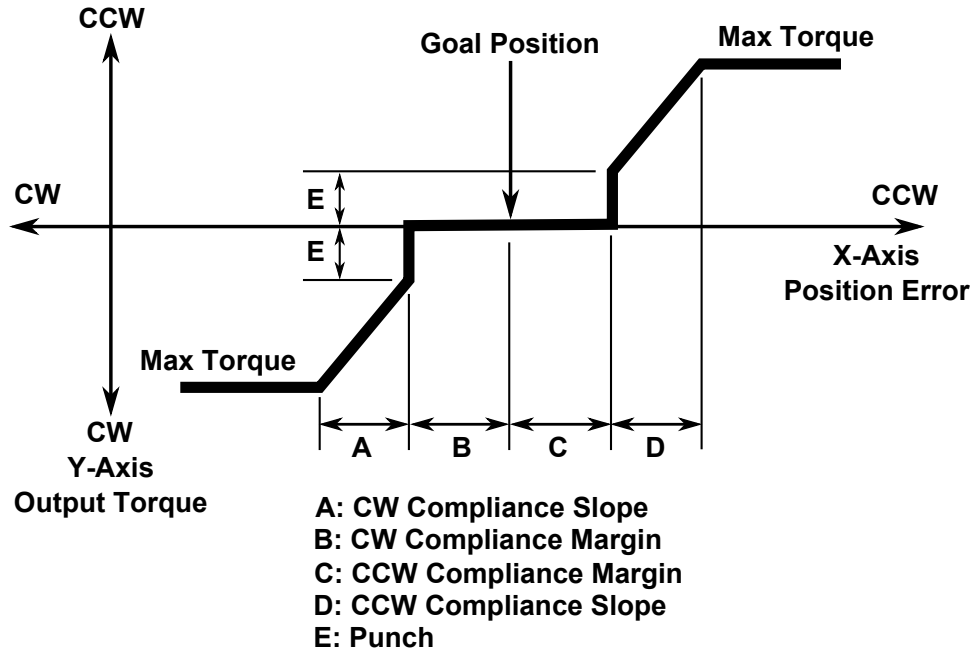 CCW
Goal Position
Max Torque
E
CW
CCW
E
X-Axis
Position Error
Max Torque
CW
Y-Axis
Output Torque
A
B
C
D
A: CW Compliance Slope
B: CW Compliance Margin
C: CCW Compliance Margin
D: CCW Compliance Slope
E: Punch